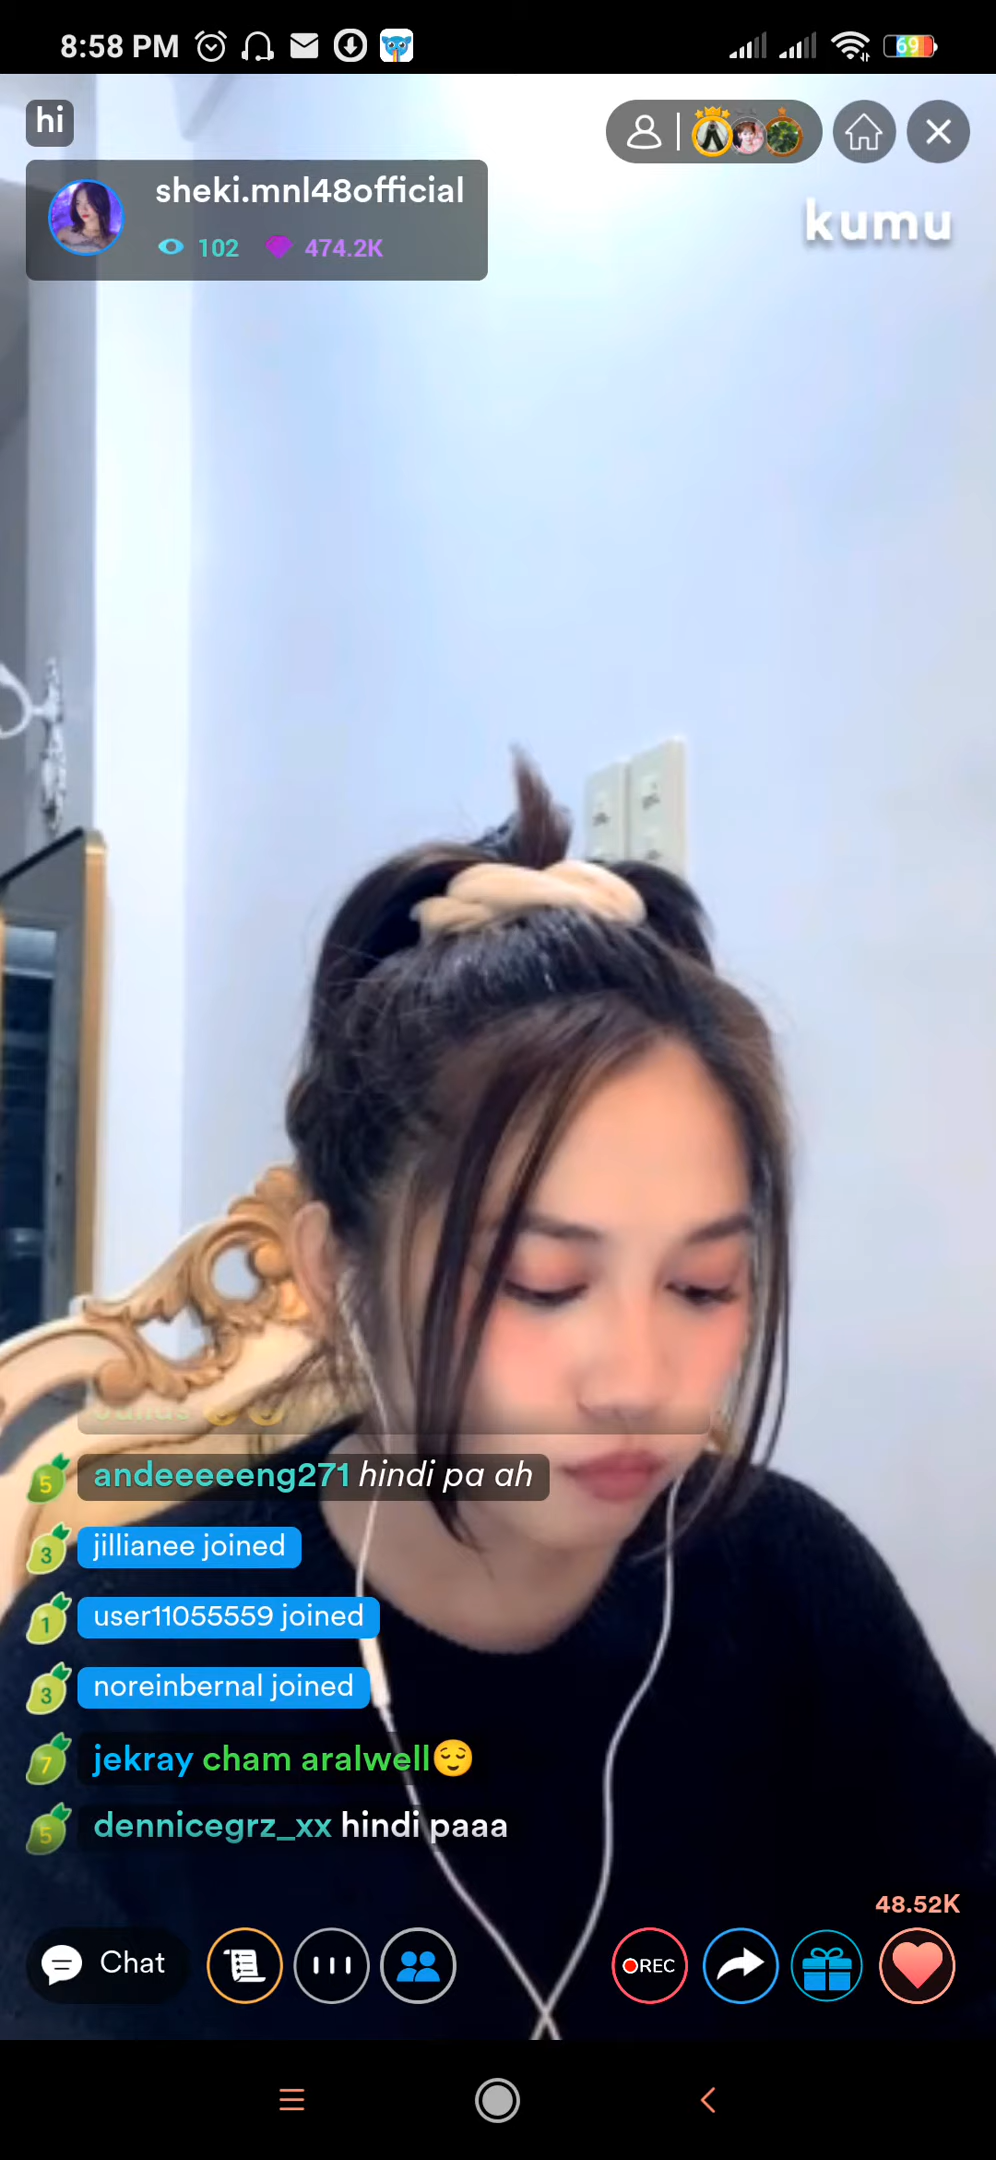 8:58 PM
69
hi
sheki.mnl48official
102 474.2K
kumu
5 andeeeeeng271 hindi pa ah
3 jillianee joined
1 user11055559 joined
3 noreinbernal joined
7 jekray cham aralwell😌
5 dennicegrz_xx hindi paaa
48.52K
Chat
REC